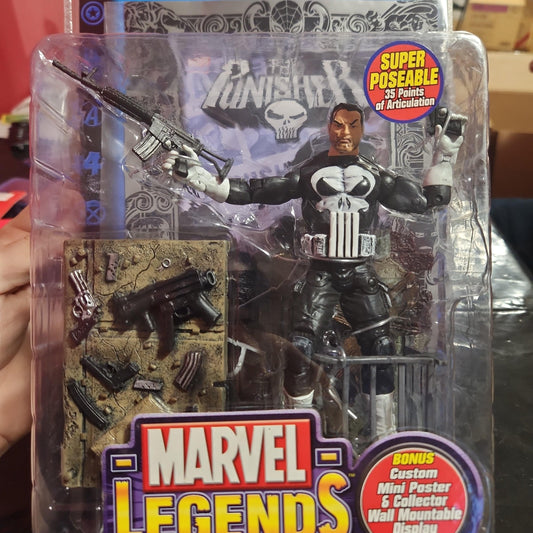 THE
PUNISHER
SUPER
POSEABLE
35 Points
of Articulation
MARVEL
LEGENDS
BONUS
Custom
Mini Poster
& Collector
Wall Mountable
Display